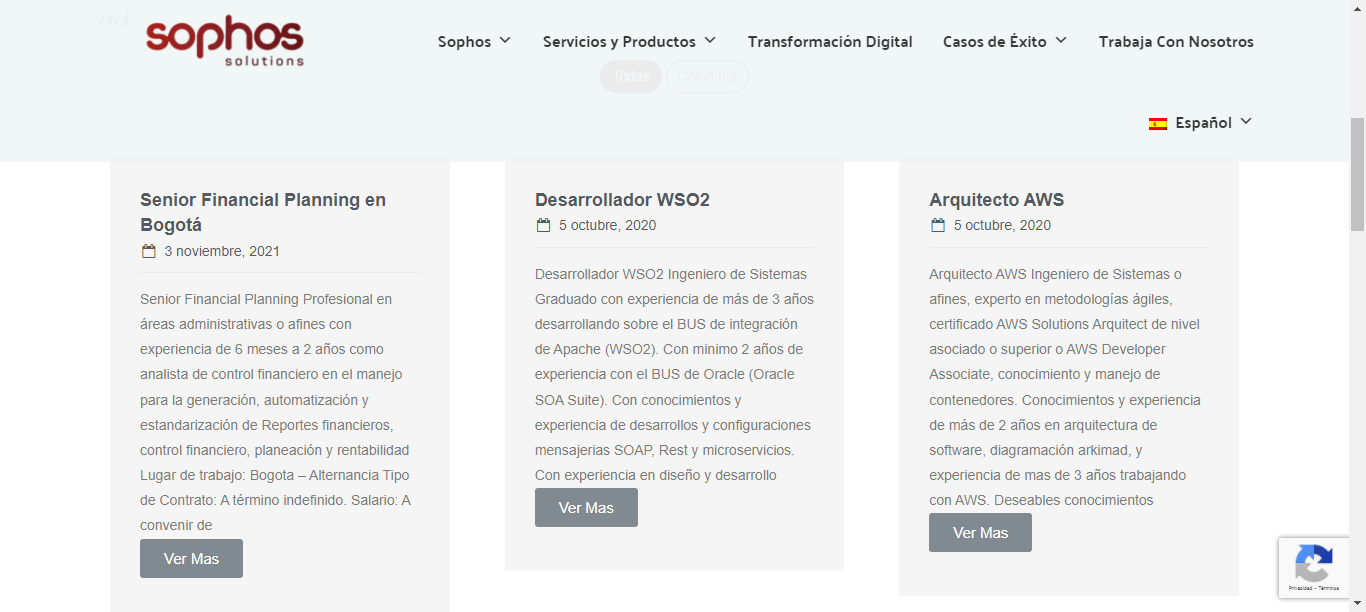 Java
sophos
solutions
Sophos
Servicios y Productos
Transformación Digital
Casos de Éxito
Trabaja Con Nosotros
Todas
Colombia
Español
Senior Financial Planning en
Bogotá
3 noviembre, 2021
Senior Financial Planning Profesional en
áreas administrativas o afines con
experiencia de 6 meses a 2 años como
analista de control financiero en el manejo
para la generación, automatización y
estandarización de Reportes financieros,
control financiero, planeación y rentabilidad
Lugar de trabajo: Bogota – Alternancia Tipo
de Contrato: A término indefinido. Salario: A
convenir de
Ver Mas
Desarrollador WSO2
5 octubre, 2020
Desarrollador WSO2 Ingeniero de Sistemas
Graduado con experiencia de más de 3 años
desarrollando sobre el BUS de integración
de Apache (WSO2). Con minimo 2 años de
experiencia con el BUS de Oracle (Oracle
SOA Suite). Con conocimientos y
experiencia de desarrollos y configuraciones
mensajerias SOAP, Rest y microservicios.
Con experiencia en diseño y desarrollo
Ver Mas
Arquitecto AWS
5 octubre, 2020
Arquitecto AWS Ingeniero de Sistemas o
afines, experto en metodologías ágiles,
certificado AWS Solutions Arquitect de nivel
asociado o superior o AWS Developer
Associate, conocimiento y manejo de
contenedores. Conocimientos y experiencia
de más de 2 años en arquitectura de
software, diagramación arkimad, y
experiencia de mas de 3 años trabajando
con AWS. Deseables conocimientos
Ver Mas
Privacidad - Términos